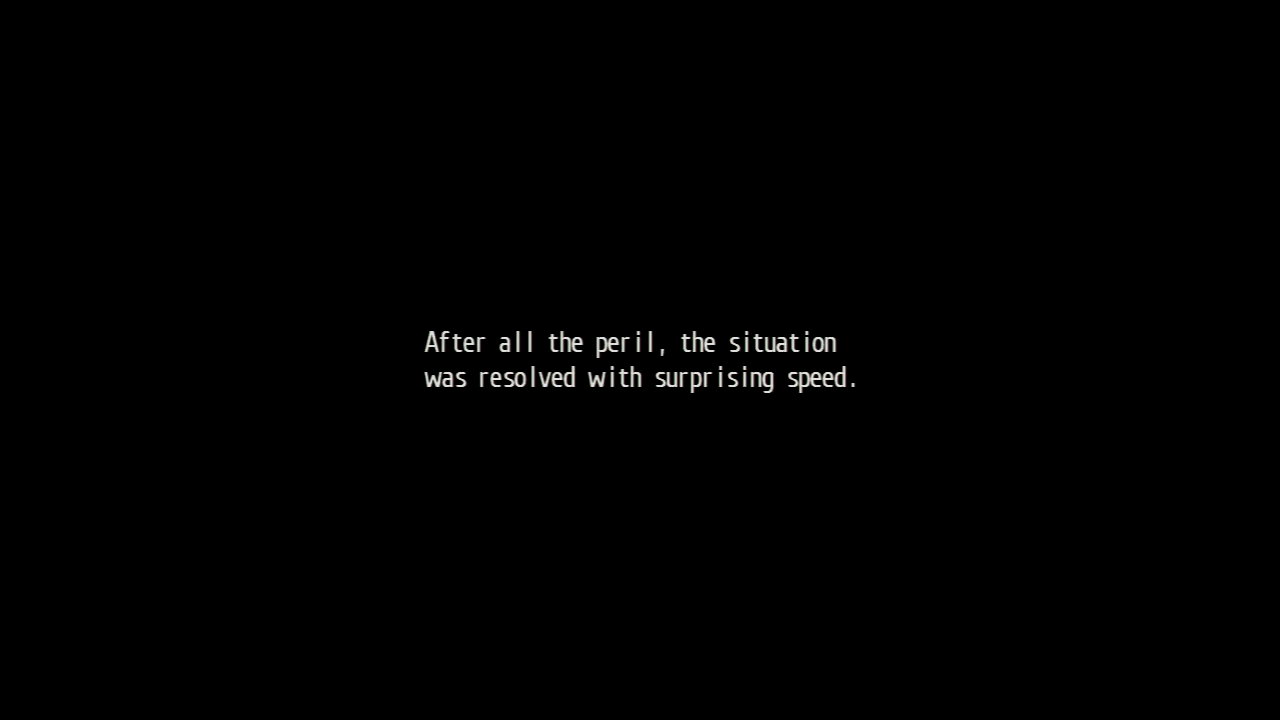 After all the peril, the situation
was resolved with surprising speed.